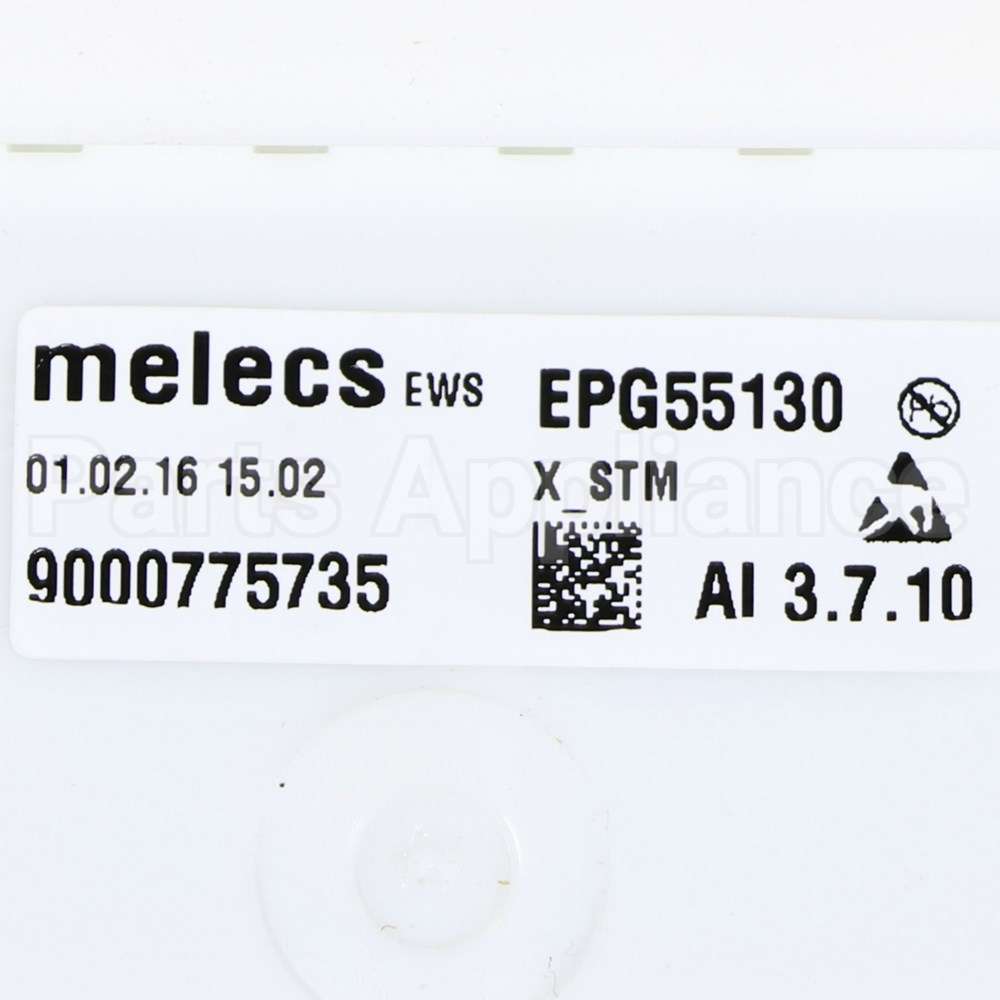 melecs EWS EPG55130
01.02.16 15.02 X_STM
9000775735 AI 3.7.10
Parts Appliance